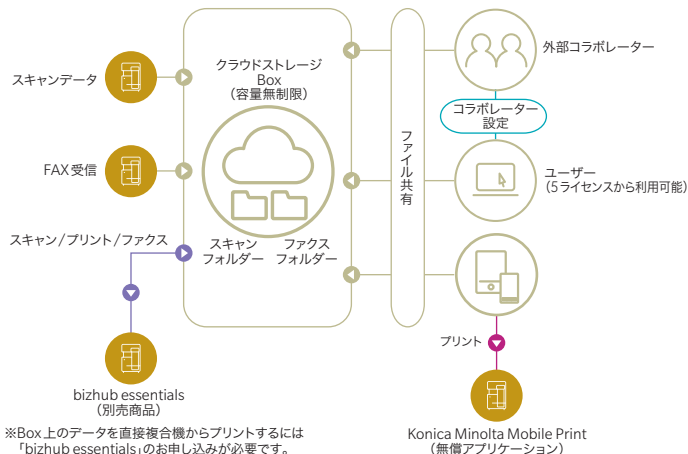 スキャンデータ
FAX 受信
スキャン/プリント/ファクス
bizhub essentials
(別売商品)
※Box 上のデータを直接複合機からプリントするには
「bizhub essentials」のお申し込みが必要です。
クラウドストレージ
Box
(容量無制限)
スキャン
フォルダー
ファクス
フォルダー
ファイル共有
外部コラボレーター
コラボレーター
設定
ユーザー
(5ライセンスから利用可能)
プリント
Konica Minolta Mobile Print
(無償アプリケーション)